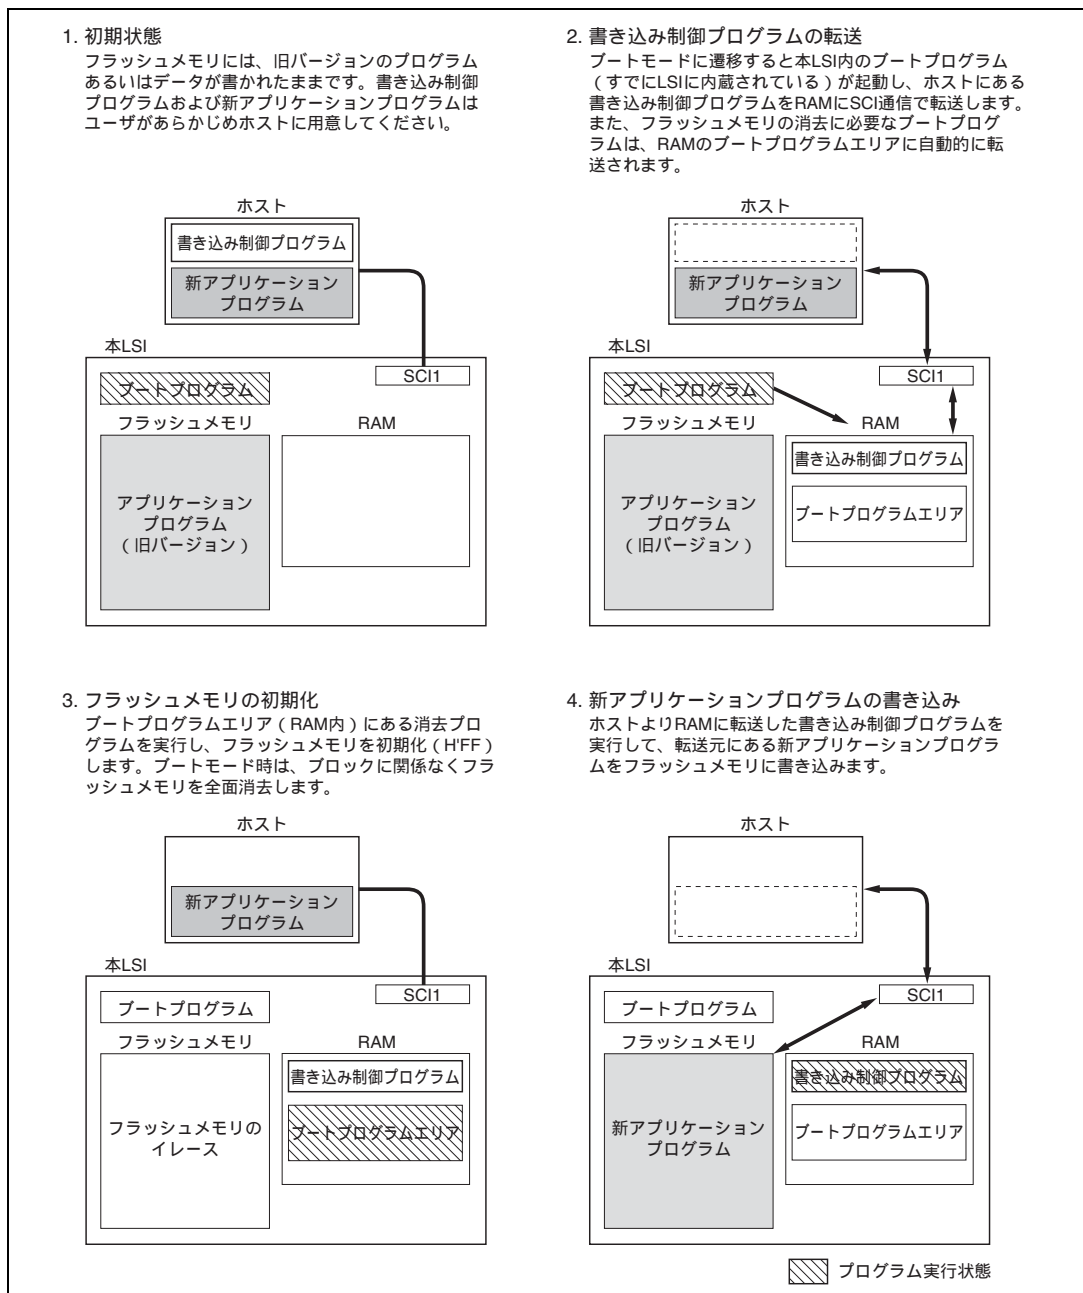 1. 初期状態
フラッシュメモリには、旧バージョンのプログラム
あるいはデータが書かれたままです。書き込み制御
プログラムおよび新アプリケーションプログラムは
ユーザがあらかじめホストに用意してください。
ホスト
書き込み制御プログラム
新アプリケーション
プログラム
本LSI
ブートプログラム
SCI1
フラッシュメモリ
RAM
アプリケーション
プログラム
（旧バージョン）
2. 書き込み制御プログラムの転送
ブートモードに遷移すると本LSI内のブートプログラム
（すでにLSIに内蔵されている）が起動し、ホストにある
書き込み制御プログラムをRAMにSCI通信で転送します。
また、フラッシュメモリの消去に必要なブートプログ
ラムは、RAMのブートプログラムエリアに自動的に転
送されます。
ホスト
新アプリケーション
プログラム
本LSI
ブートプログラム
SCI1
フラッシュメモリ
RAM
書き込み制御プログラム
アプリケーション
プログラム
（旧バージョン）
ブートプログラムエリア
3. フラッシュメモリの初期化
ブートプログラムエリア（RAM内）にある消去プロ
グラムを実行し、フラッシュメモリを初期化（H'FF）
します。ブートモード時は、ブロックに関係なくフラ
ッシュメモリを全面消去します。
ホスト
新アプリケーション
プログラム
本LSI
ブートプログラム
SCI1
フラッシュメモリ
RAM
書き込み制御プログラム
フラッシュメモリの
イレース
ブートプログラムエリア
4. 新アプリケーションプログラムの書き込み
ホストよりRAMに転送した書き込み制御プログラムを
実行して、転送元にある新アプリケーションプログラ
ムをフラッシュメモリに書き込みます。
ホスト
本LSI
ブートプログラム
SCI1
フラッシュメモリ
RAM
書き込み制御プログラム
新アプリケーション
プログラム
ブートプログラムエリア
プログラム実行状態